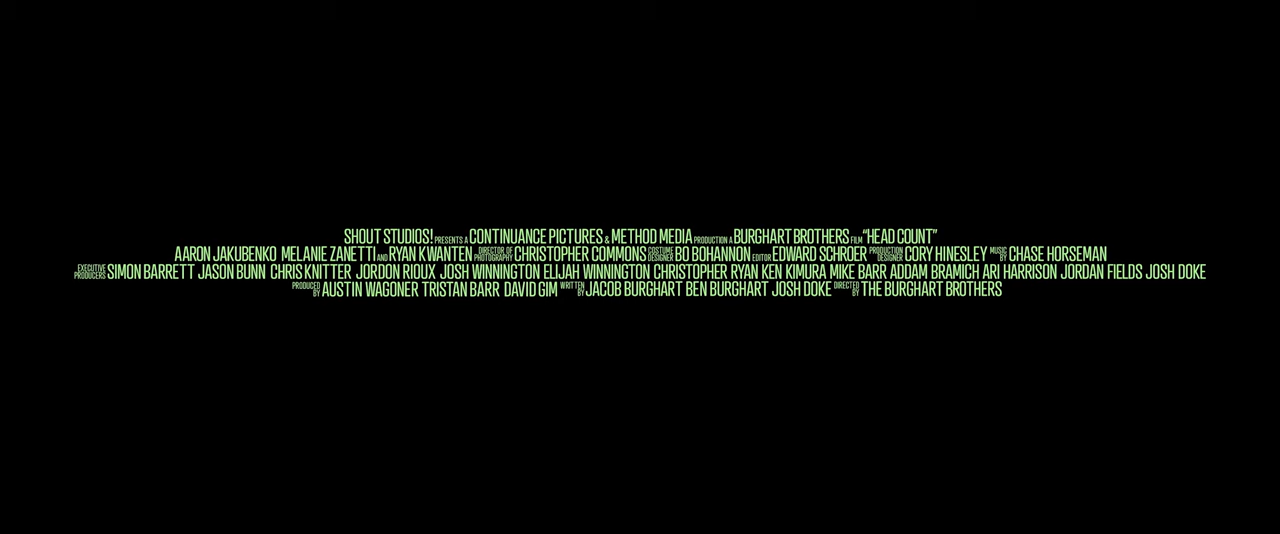 SHOUT STUDIOS! PRESENTS A CONTINUANCE PICTURES & METHOD MEDIA PRODUCTION A BURGHART BROTHERS FILM “HEAD COUNT”
AARON JAKUBENKO MELANIE ZANETTI AND RYAN KWANTEN DIRECTOR OF PHOTOGRAPHY CHRISTOPHER COMMONS COSTUME DESIGNER BO BOHANNON EDITOR EDWARD SCHROER PRODUCTION DESIGNER CORY HINESLEY MUSIC BY CHASE HORSEMAN
EXECUTIVE PRODUCERS SIMON BARRETT JASON BUNN CHRIS KNITTER JORDON RIOUX JOSH WINNINGTON ELIJAH WINNINGTON CHRISTOPHER RYAN KEN KIMURA MIKE BARR ADDAM BRAMICH ARI HARRISON JORDAN FIELDS JOSH DOKE
PRODUCED BY AUSTIN WAGONER TRISTAN BARR DAVID GIM WRITTEN BY JACOB BURGHART BEN BURGHART JOSH DOKE DIRECTED BY THE BURGHART BROTHERS